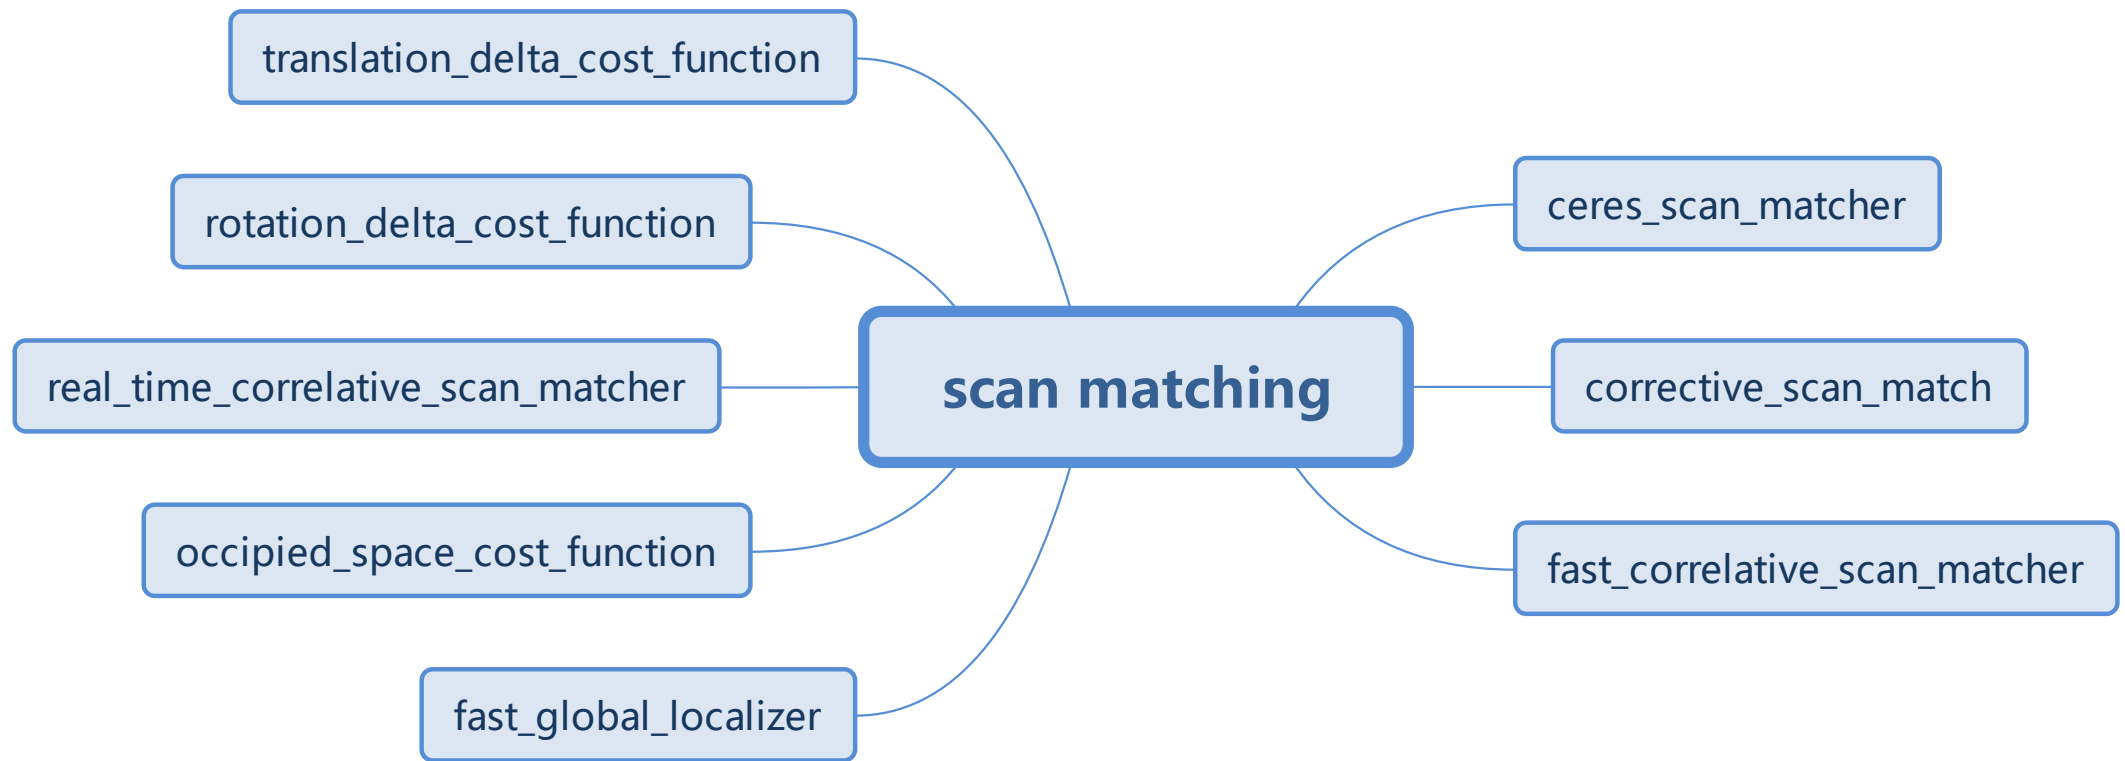 translation_delta_cost_function
rotation_delta_cost_function
real_time_correlative_scan_matcher
occipied_space_cost_function
fast_global_localizer
scan matching
ceres_scan_matcher
corrective_scan_match
fast_correlative_scan_matcher